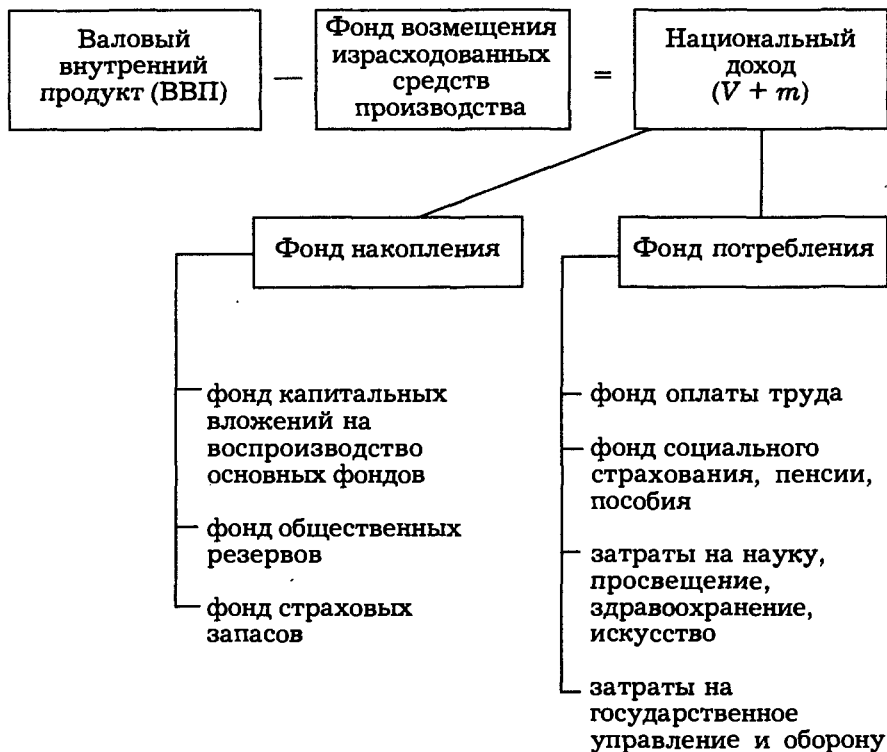 Валовый
внутренний
продукт (ВВП)
—
Фонд возмещения
израсходованных
средств
производства
=
Национальный
доход
(V + m)
Фонд накопления
фонд капитальных
вложений на
воспроизводство
основных фондов
фонд общественных
резервов
фонд страховых
запасов
Фонд потребления
фонд оплаты труда
фонд социального
страхования, пенсии,
пособия
затраты на науку,
просвещение,
здравоохранение,
искусство
затраты на
государственное
управление и оборону